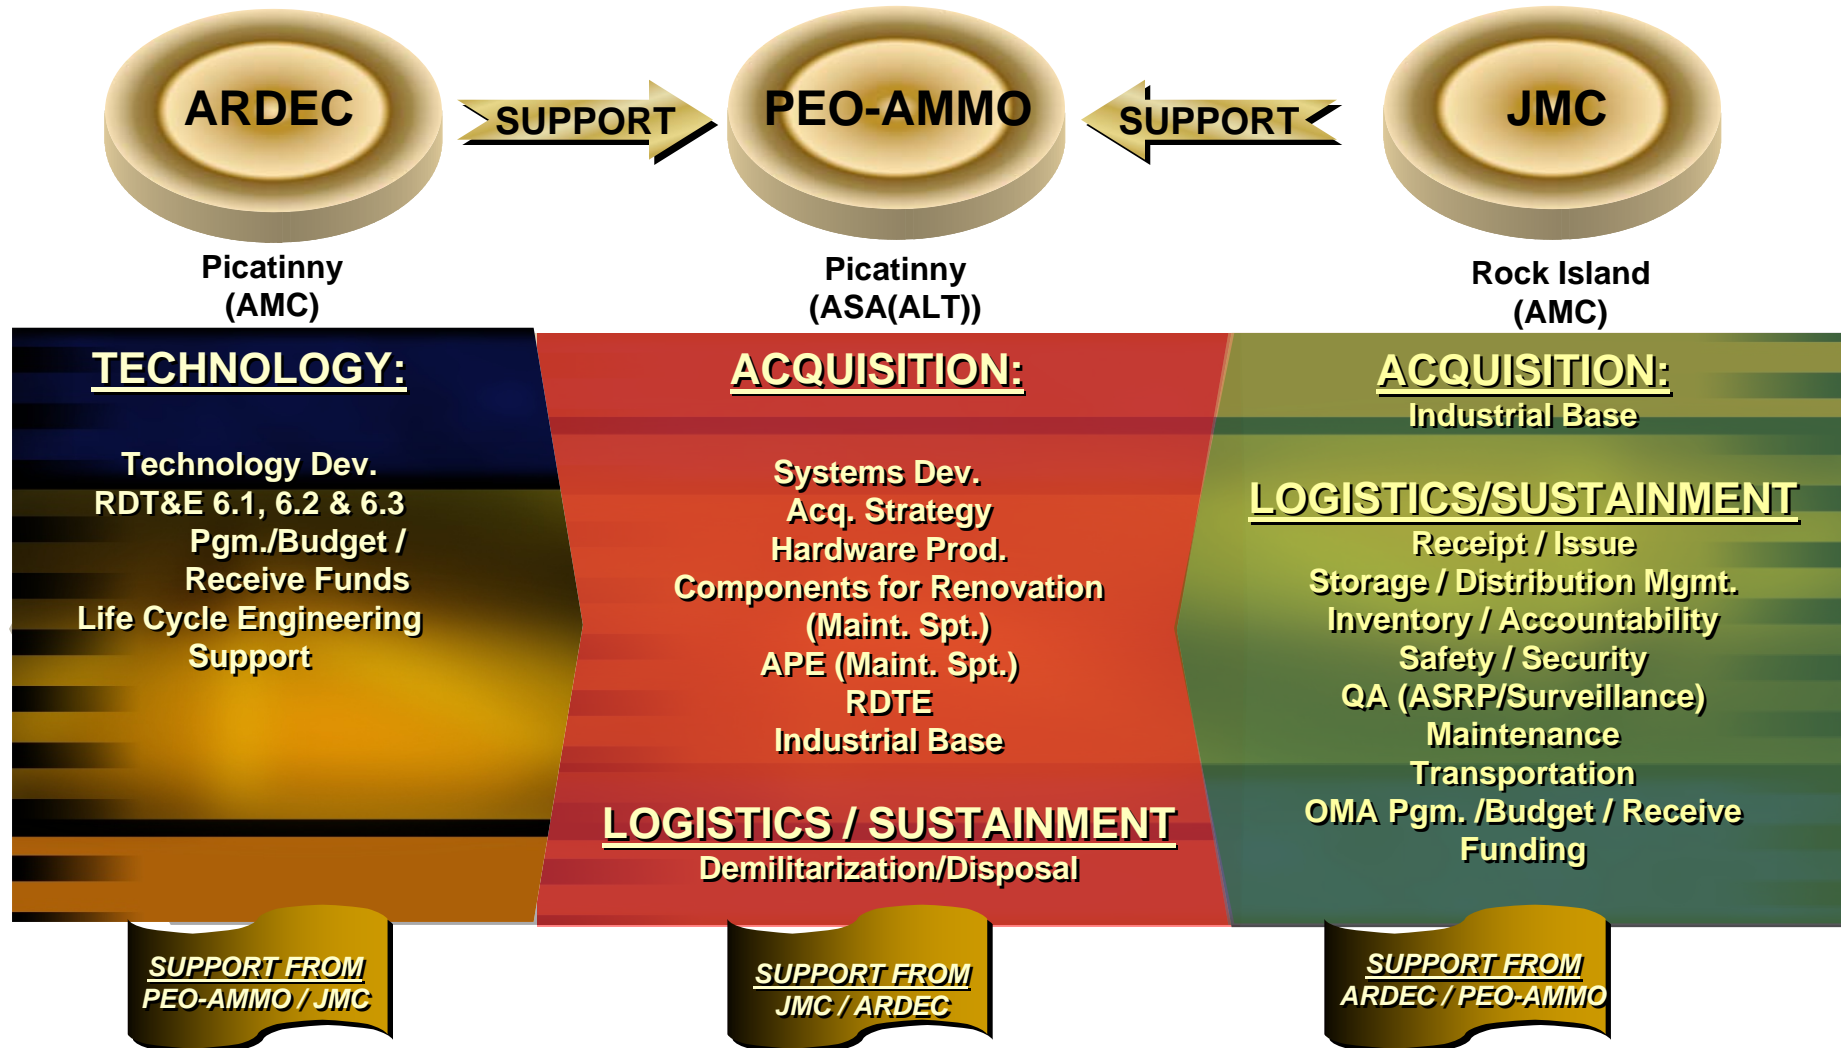 ARDEC
SUPPORT
PEO-AMMO
SUPPORT
JMC
Picatinny
(AMC)
Picatinny
(ASA(ALT))
Rock Island
(AMC)
TECHNOLOGY:
Technology Dev.
RDT&E 6.1, 6.2 & 6.3
Pgm./Budget /
Receive Funds
Life Cycle Engineering
Support
ACQUISITION:
Systems Dev.
Acq. Strategy
Hardware Prod.
Components for Renovation
(Maint. Spt.)
APE (Maint. Spt.)
RDTE
Industrial Base
LOGISTICS / SUSTAINMENT
Demilitarization/Disposal
ACQUISITION:
Industrial Base
LOGISTICS/SUSTAINMENT
Receipt / Issue
Storage / Distribution Mgmt.
Inventory / Accountability
Safety / Security
QA (ASRP/Surveillance)
Maintenance
Transportation
OMA Pgm. /Budget / Receive
Funding
SUPPORT FROM
PEO-AMMO / JMC
SUPPORT FROM
JMC / ARDEC
SUPPORT FROM
ARDEC / PEO-AMMO